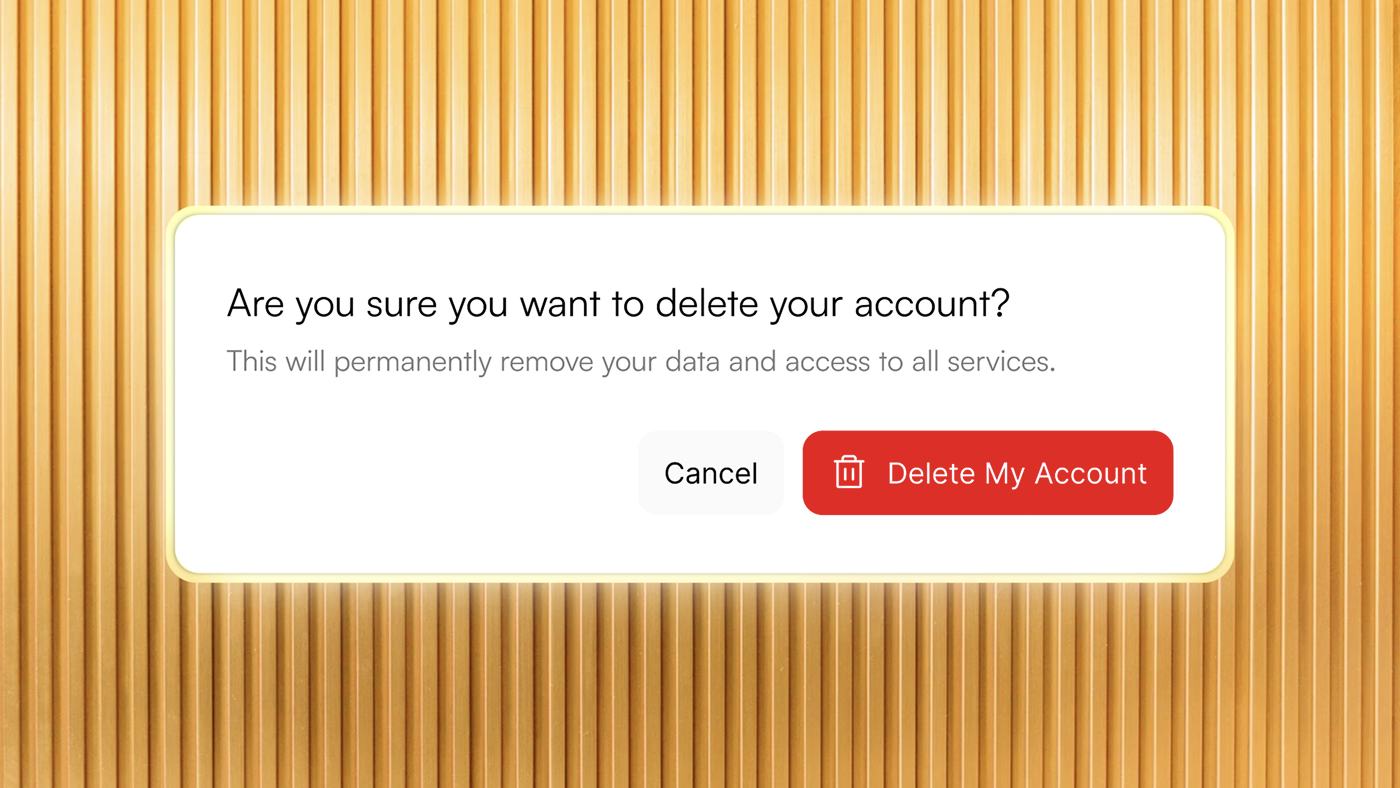 Are you sure you want to delete your account?
This will permanently remove your data and access to all services.
Cancel
Delete My Account